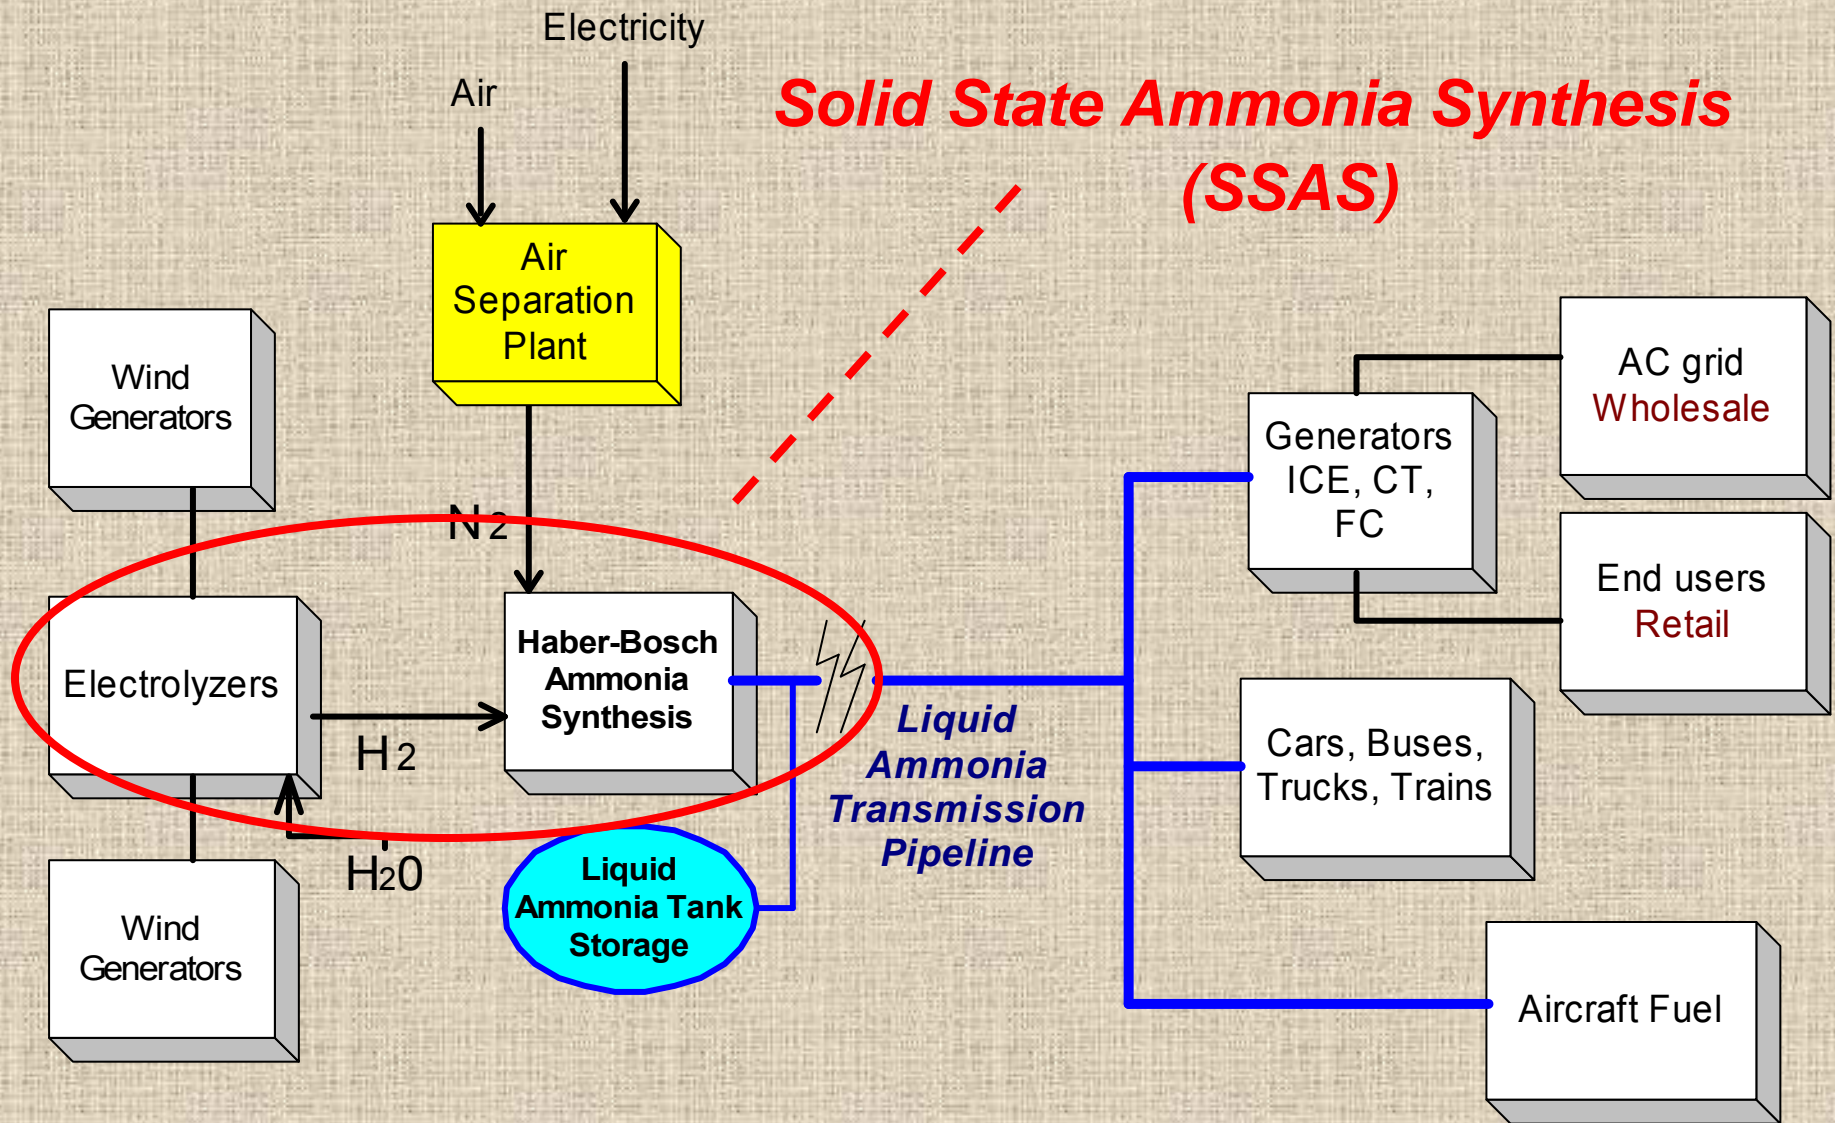 Electricity
Air
Solid State Ammonia Synthesis
(SSAS)
Air
Separation
Plant
Wind
Generators
N2
Electrolyzers
H2
Haber-Bosch
Ammonia
Synthesis
H20
Wind
Generators
Liquid
Ammonia Tank
Storage
Liquid
Ammonia
Transmission
Pipeline
Generators
ICE, CT,
FC
AC grid
Wholesale
End users
Retail
Cars, Buses,
Trucks, Trains
Aircraft Fuel